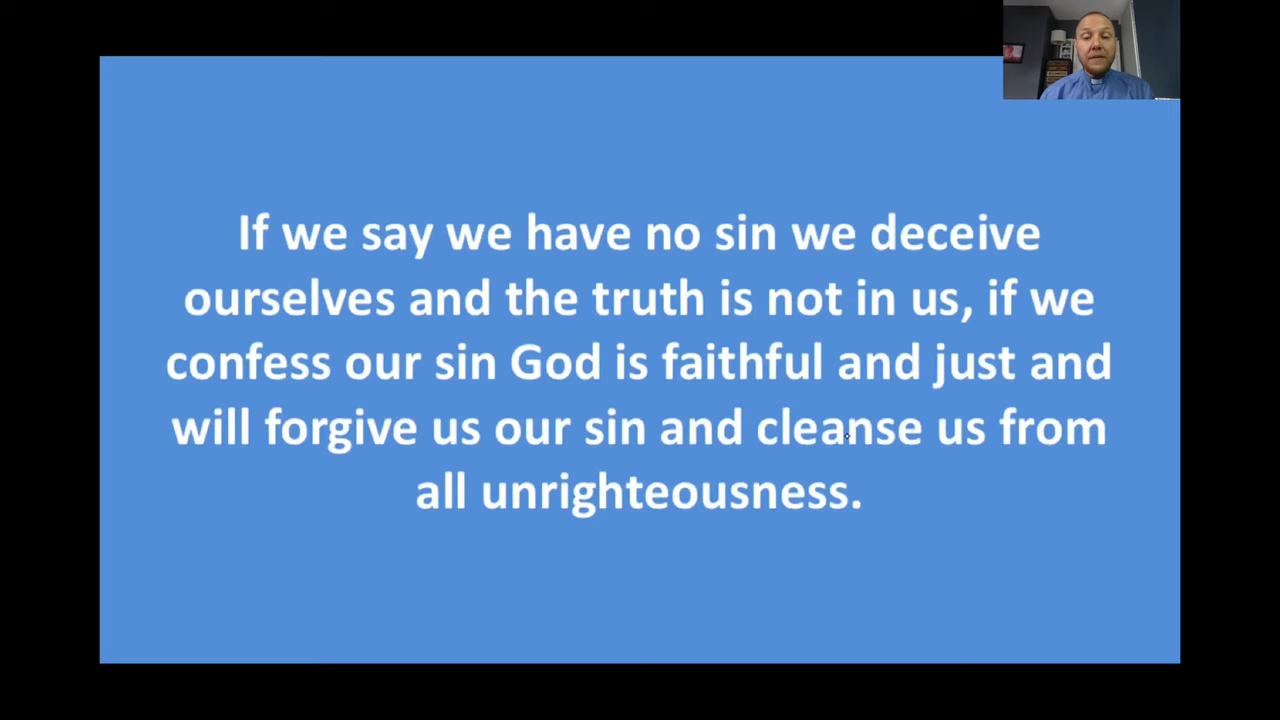 If we say we have no sin we deceive
ourselves and the truth is not in us, if we
confess our sin God is faithful and just and
will forgive us our sin and cleanse us from
all unrighteousness.